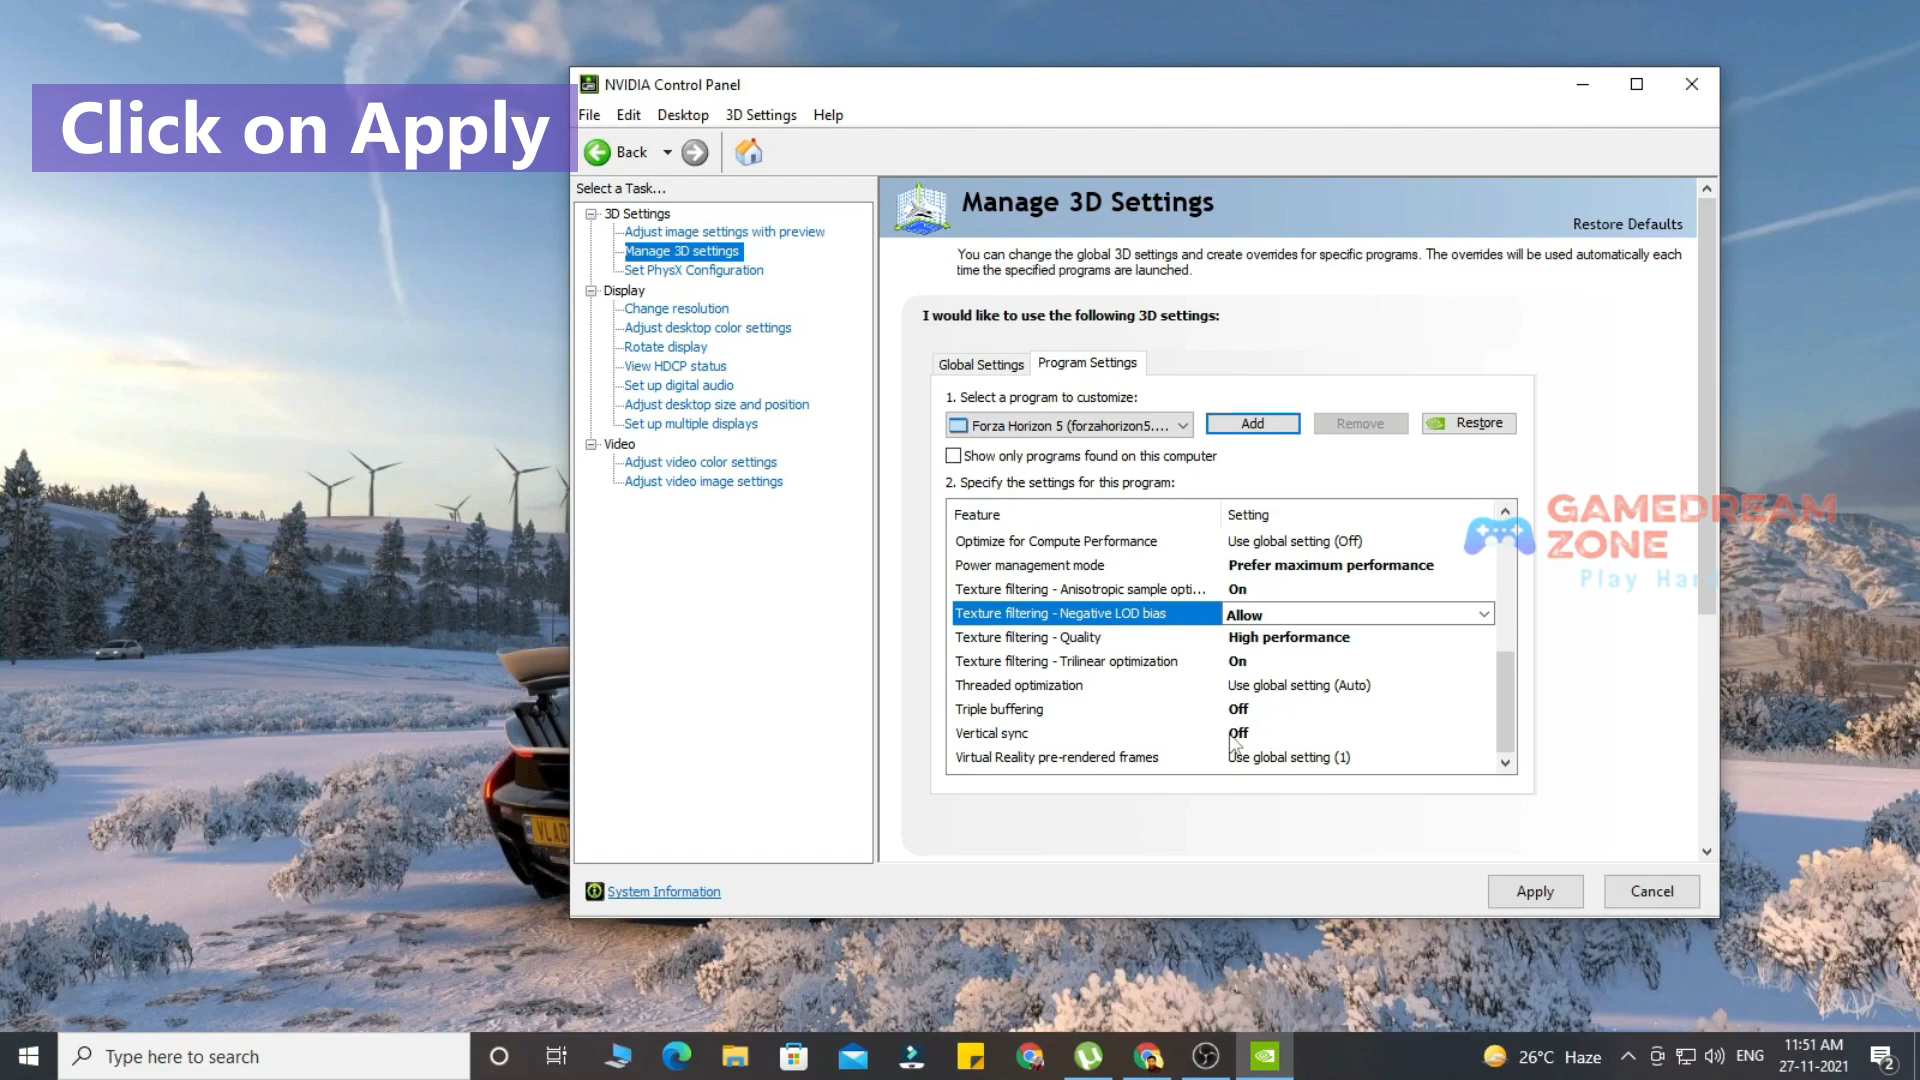 Click on Apply
NVIDIA Control Panel
File Edit Desktop 3D Settings Help
Back
Select a Task...
3D Settings
Adjust image settings with preview
Manage 3D settings
Set PhysX Configuration
Display
Change resolution
Adjust desktop color settings
Rotate display
View HDCP status
Set up digital audio
Adjust desktop size and position
Set up multiple displays
Video
Adjust video color settings
Adjust video image settings
System Information
Manage 3D Settings
Restore Defaults
You can change the global 3D settings and create overrides for specific programs. The overrides will be used automatically each
time the specified programs are launched.
I would like to use the following 3D settings:
Global Settings Program Settings
1. Select a program to customize:
Forza Horizon 5 (forzahorizon5.... Add Remove Restore
Show only programs found on this computer
2. Specify the settings for this program:
Feature Setting
Optimize for Compute Performance Use global setting (Off)
Power management mode Prefer maximum performance
Texture filtering - Anisotropic sample opti... On
Texture filtering - Negative LOD bias Allow
Texture filtering - Quality High performance
Texture filtering - Trilinear optimization On
Threaded optimization Use global setting (Auto)
Triple buffering Off
Vertical sync Off
Virtual Reality pre-rendered frames Use global setting (1)
GAMEDREAM
ZONE
Play Hard
Apply Cancel
Type here to search
26°C Haze ENG 11:51 AM
27-11-2021
2